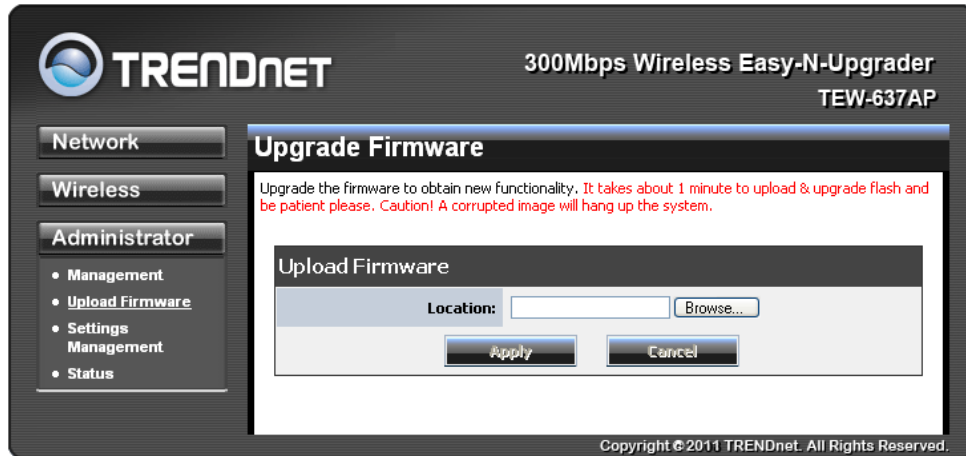 TRENDnet
300Mbps Wireless Easy-N-Upgrader
TEW-637AP
Network
Wireless
Administrator
Management
Upload Firmware
Settings
Management
Status
Upgrade Firmware
Upgrade the firmware to obtain new functionality. It takes about 1 minute to upload & upgrade flash and
be patient please. Caution! A corrupted image will hang up the system.
Upload Firmware
Location:
Browse...
Apply
Cancel
Copyright © 2011 TRENDnet. All Rights Reserved.